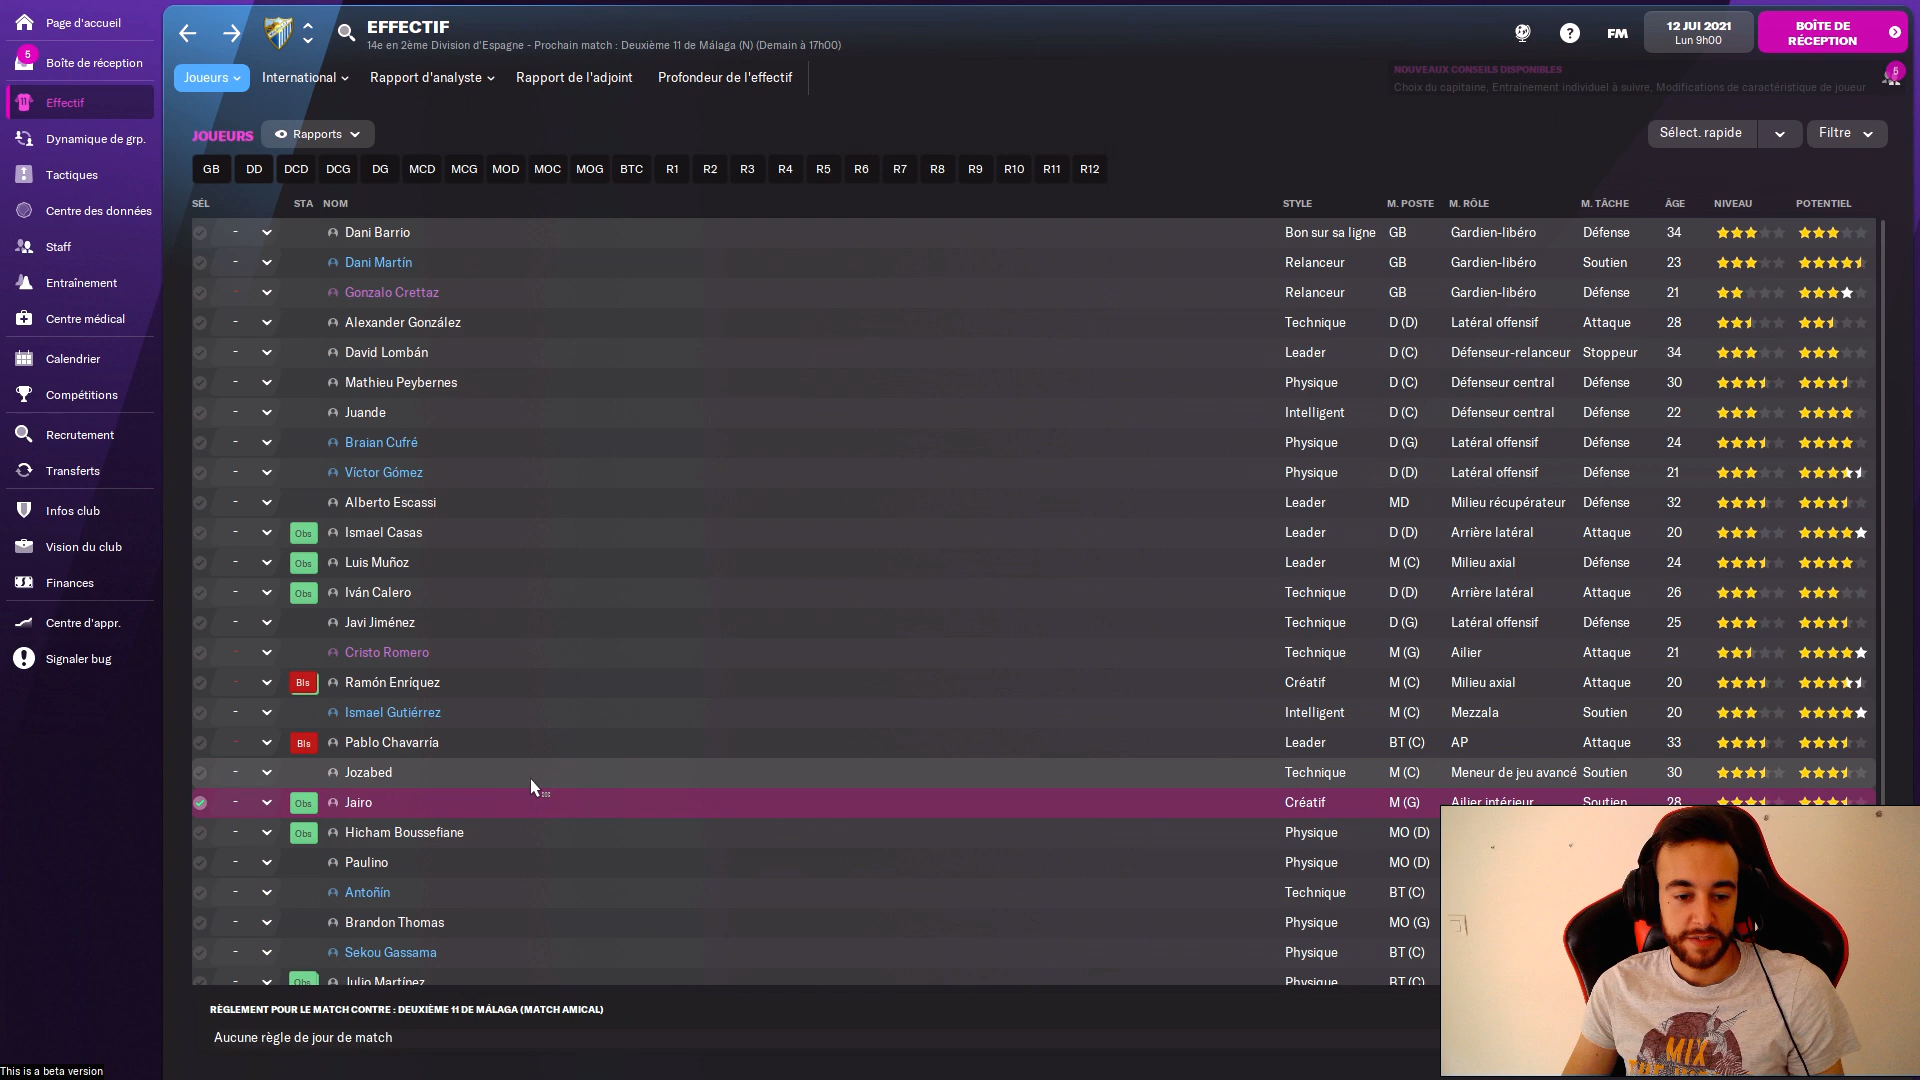 Page d'accueil
5
Boîte de réception
Effectif
Dynamique de grp.
Tactiques
Centre des données
Staff
Entraînement
Centre médical
Calendrier
Compétitions
Recrutement
Transferts
Infos club
Vision du club
Finances
Centre d'appr.
Signaler bug
This is a beta version
EFFECTIF
14e en 2ème Division d'Espagne - Prochain match : Deuxième 11 de Málaga (N) (Demain à 17h00)
? FM
12 JUI 2021
Lun 9h00
BOÎTE DE RÉCEPTION
Joueurs International Rapport d'analyste Rapport de l'adjoint Profondeur de l'effectif
NOUVEAUX CONSEILS DISPONIBLES
Choix du capitaine, Entraînement individuel à suivre, Modifications de caractéristique de joueur
5
JOUEURS Rapports Sélect. rapide Filtre
GB DD DCD DCG DG MCD MCG MOD MOC MOG BTC R1 R2 R3 R4 R5 R6 R7 R8 R9 R10 R11 R12
SÉL STA NOM STYLE M. POSTE M. RÔLE M. TÂCHE ÂGE NIVEAU POTENTIEL
- Dani Barrio Bon sur sa ligne GB Gardien-libéro Défense 34
- Dani Martín Relanceur GB Gardien-libéro Soutien 23
- Gonzalo Crettaz Relanceur GB Gardien-libéro Défense 21
- Alexander González Technique D (D) Latéral offensif Attaque 28
- David Lombán Leader D (C) Défenseur-relanceur Stoppeur 34
- Mathieu Peybernes Physique D (C) Défenseur central Défense 30
- Juande Intelligent D (C) Défenseur central Défense 22
- Braian Cufré Physique D (G) Latéral offensif Défense 24
- Víctor Gómez Physique D (D) Latéral offensif Défense 21
- Alberto Escassi Leader MD Milieu récupérateur Défense 32
- Obs Ismael Casas Leader D (D) Arrière latéral Attaque 20
- Obs Luis Muñoz Leader M (C) Milieu axial Défense 24
- Obs Iván Calero Technique D (D) Arrière latéral Attaque 26
- Javi Jiménez Technique D (G) Latéral offensif Défense 25
- Cristo Romero Technique M (G) Ailier Attaque 21
- Bls Ramón Enríquez Créatif M (C) Milieu axial Attaque 20
- Ismael Gutiérrez Intelligent M (C) Mezzala Soutien 20
- Bls Pablo Chavarría Leader BT (C) AP Attaque 33
- Jozabed Technique M (C) Meneur de jeu avancé Soutien 30
- Obs Jairo Créatif M (G) Ailier intérieur Soutien 28
- Obs Hicham Boussefiane Physique MO (D)
- Paulino Physique MO (D)
- Antoñín Technique BT (C)
- Brandon Thomas Physique MO (G)
- Sekou Gassama Physique BT (C)
- Obs Julio Martínez Physique BT (C)
RÈGLEMENT POUR LE MATCH CONTRE : DEUXIÈME 11 DE MÁLAGA (MATCH AMICAL)
Aucune règle de jour de match
MIX